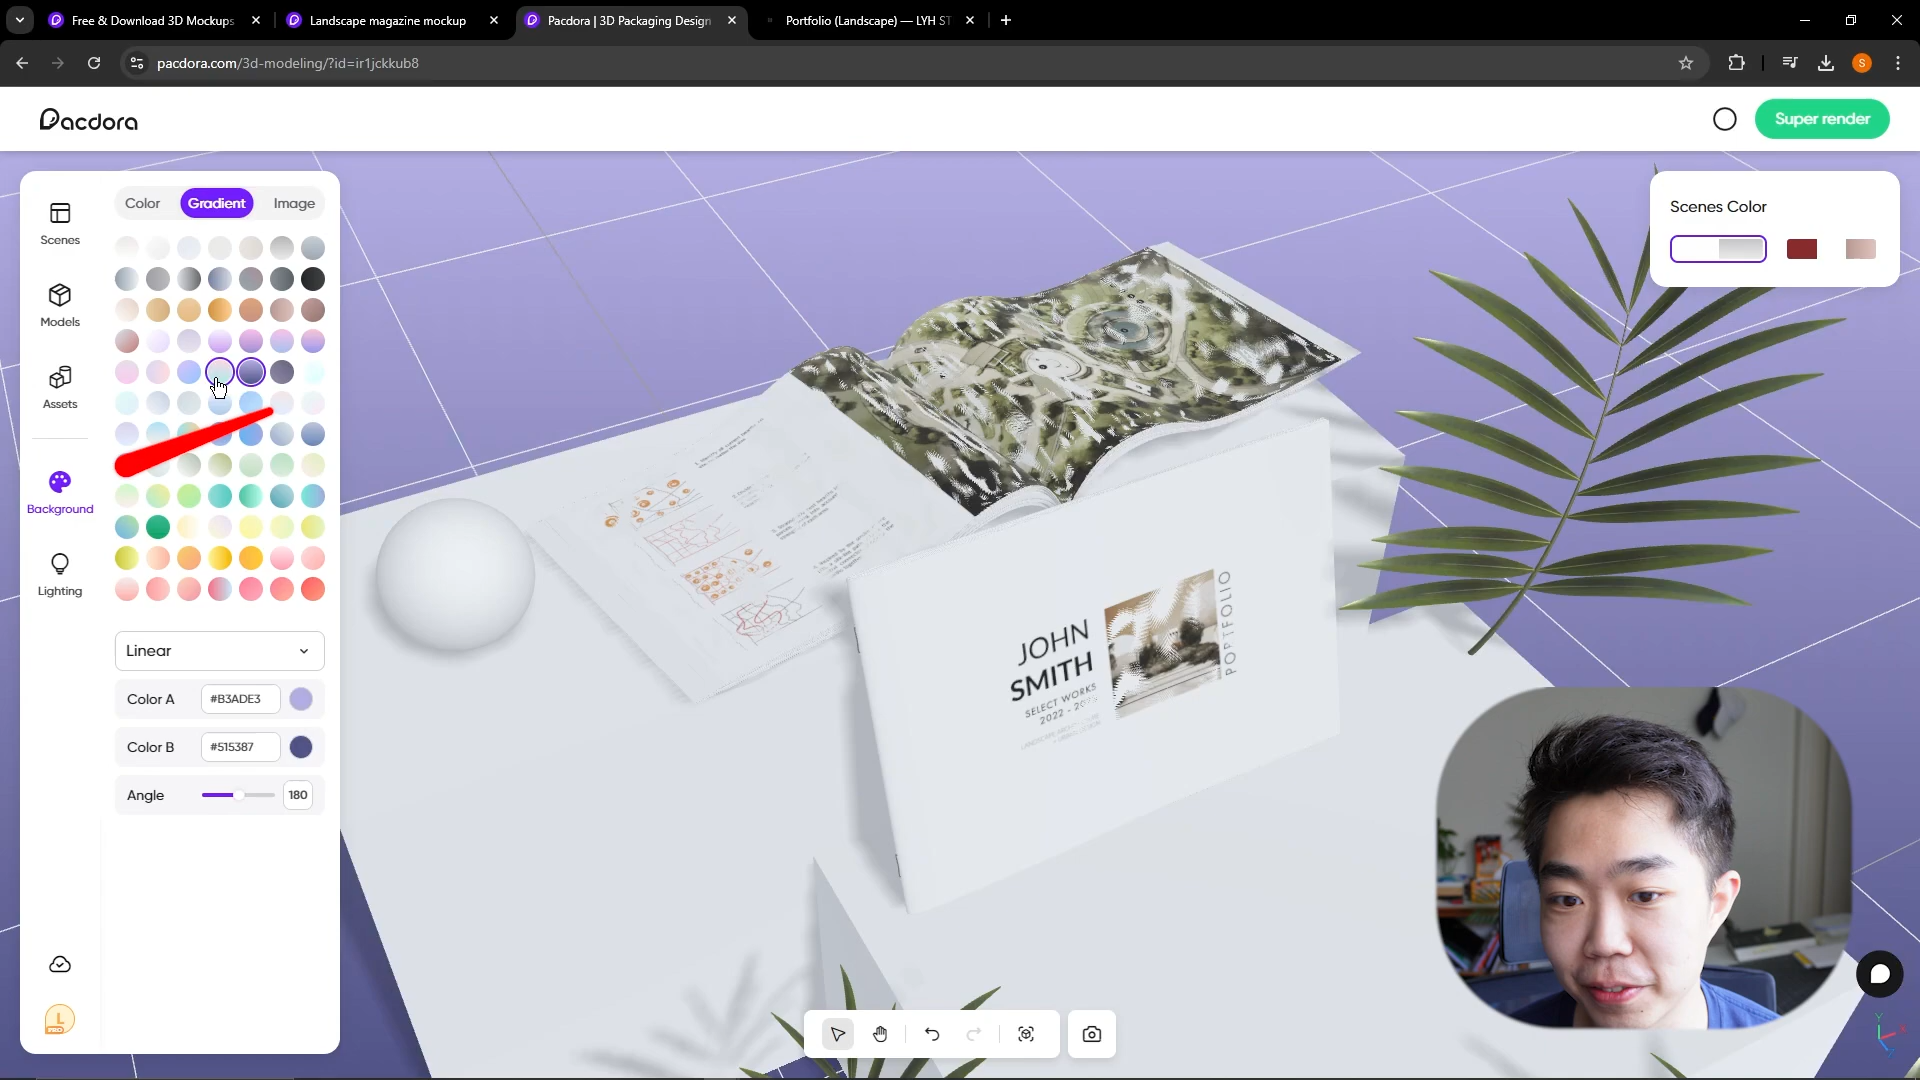 Free & Download 3D Mockups
Landscape magazine mockup
Pacdora | 3D Packaging Design
Portfolio (Landscape) — LYH ST
pacdora.com/3d-modeling/?id=ir1jckkub8
S
Pacdora
Super render
Scenes
Models
Assets
Background
Lighting
Color
Gradient
Image
Linear
Color A
#B3ADE3
Color B
#515387
Angle
180
L
PRO
Scenes Color
JOHN
SMITH
SELECT WORKS
PORTFOLIO
Y